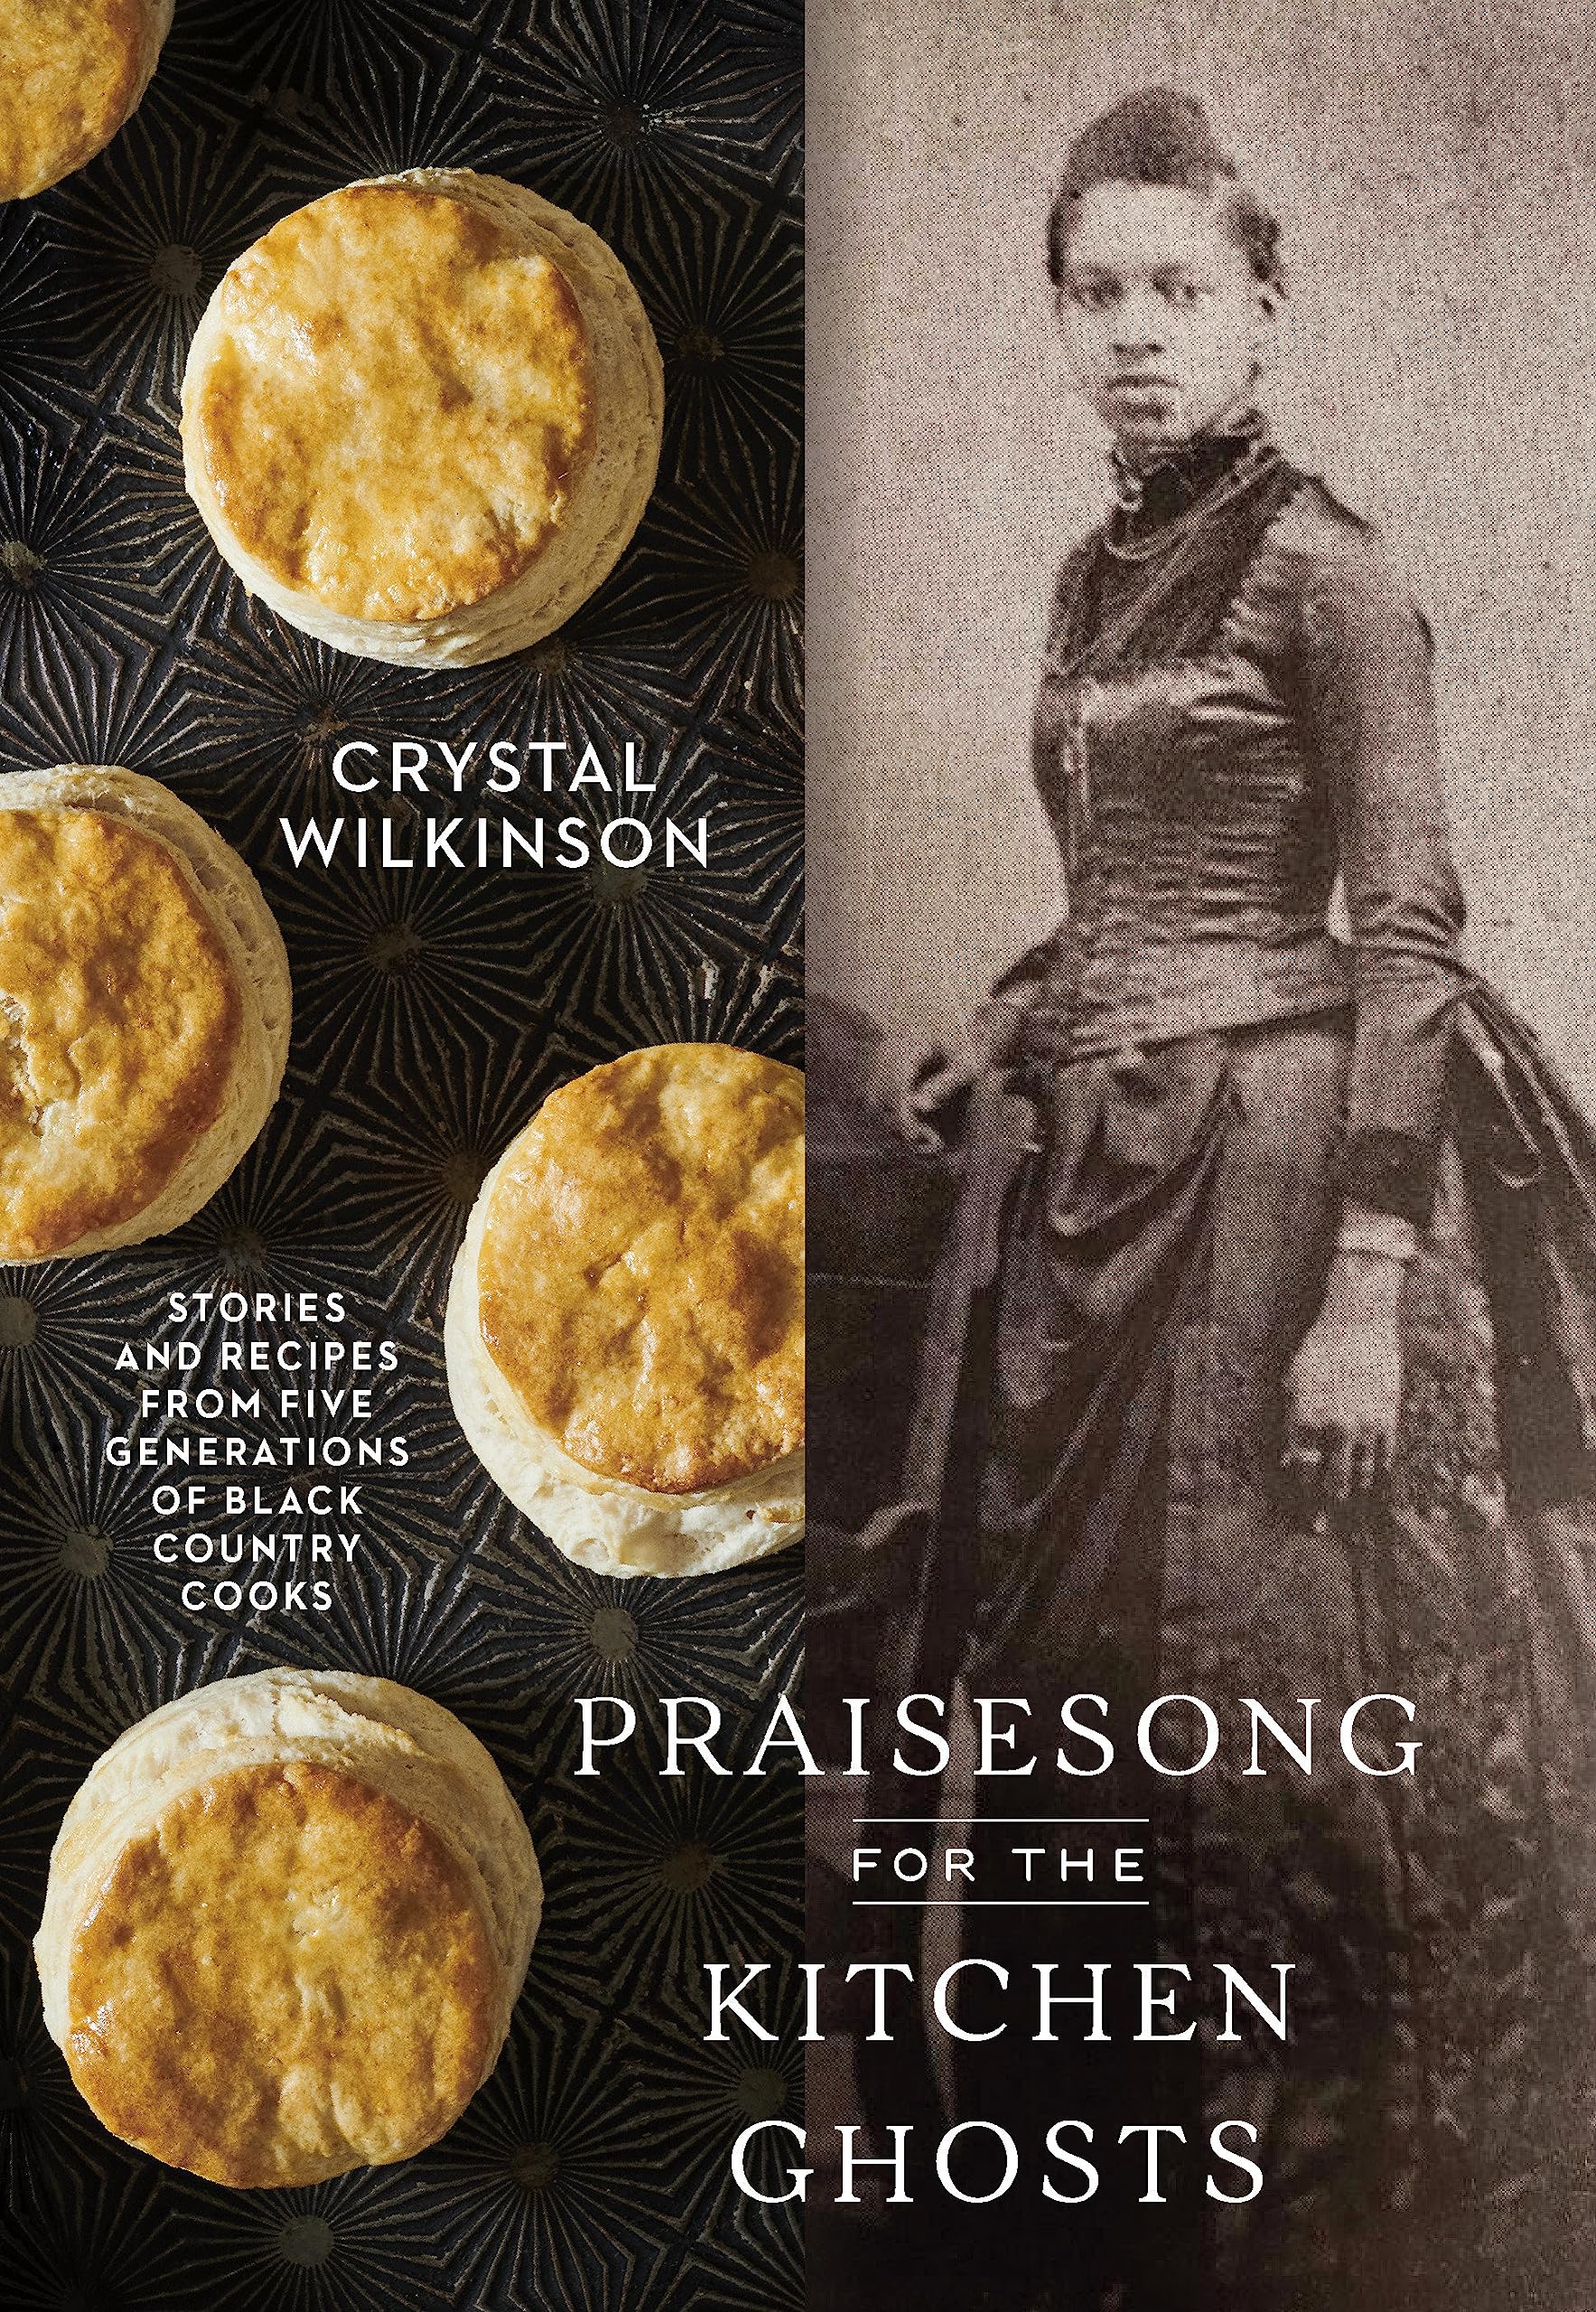 CRYSTAL
WILKINSON
STORIES
AND RECIPES
FROM FIVE
GENERATIONS
OF BLACK
COUNTRY
COOKS
PRAISESONG
FOR THE
KITCHEN
GHOSTS